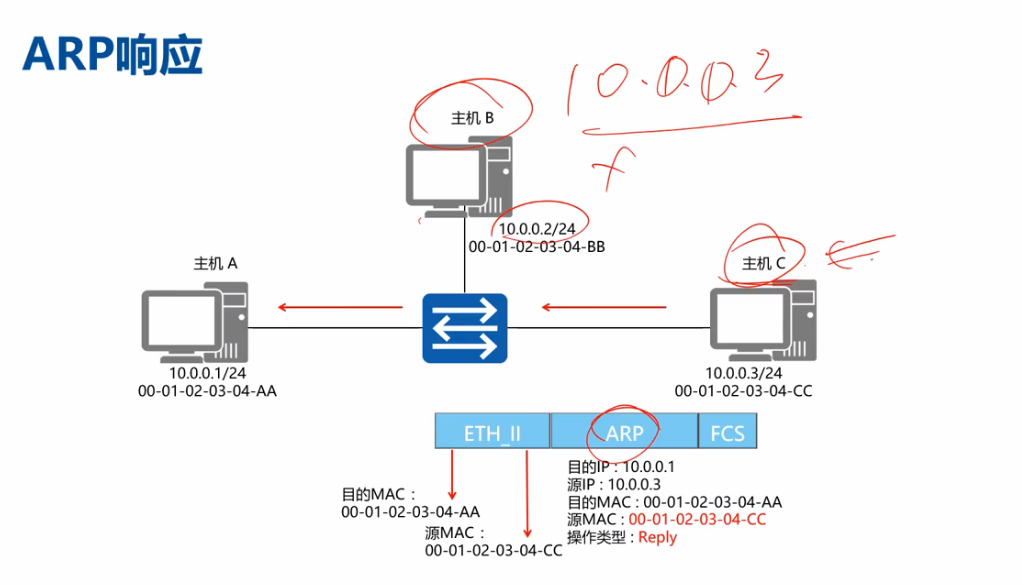 ARP响应
10.0.0.3
主机 B
10.0.0.2/24
00-01-02-03-04-BB
主机 A
主机 C
10.0.0.1/24
00-01-02-03-04-AA
10.0.0.3/24
00-01-02-03-04-CC
ETH_II
ARP
FCS
目的MAC：
00-01-02-03-04-AA
源MAC：
00-01-02-03-04-CC
目的IP : 10.0.0.1
源IP : 10.0.0.3
目的MAC : 00-01-02-03-04-AA
源MAC : 00-01-02-03-04-CC
操作类型 : Reply